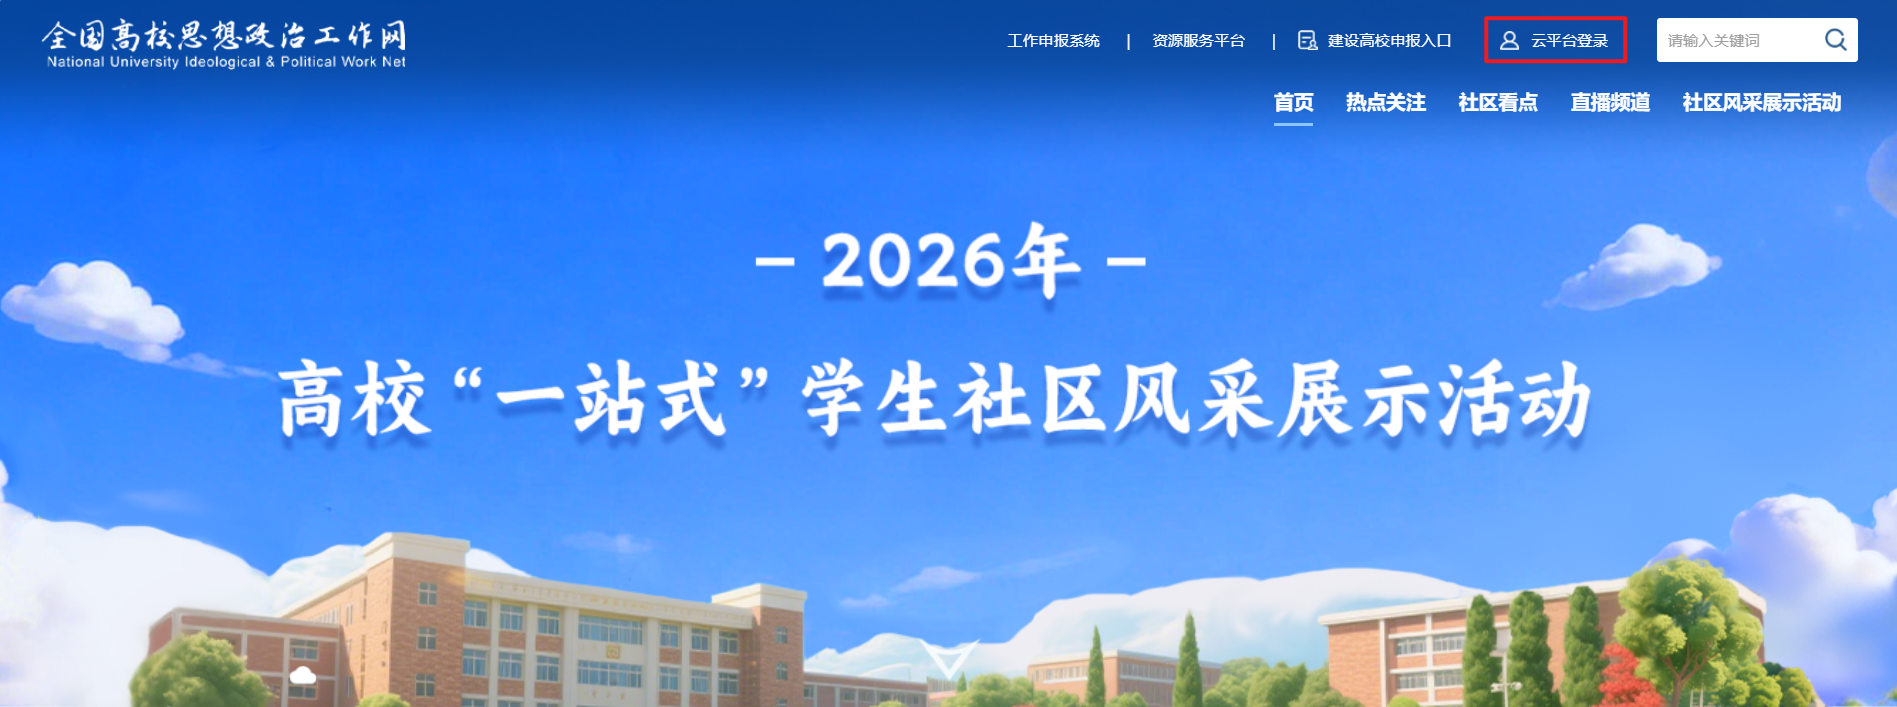 全国高校思想政治工作网
National University Ideological & Political Work Net
工作申报系统 | 资源服务平台 | 建设高校申报入口 云平台登录 请输入关键词
首页 热点关注 社区看点 直播频道 社区风采展示活动
— 2026年 —
高校“一站式”学生社区风采展示活动